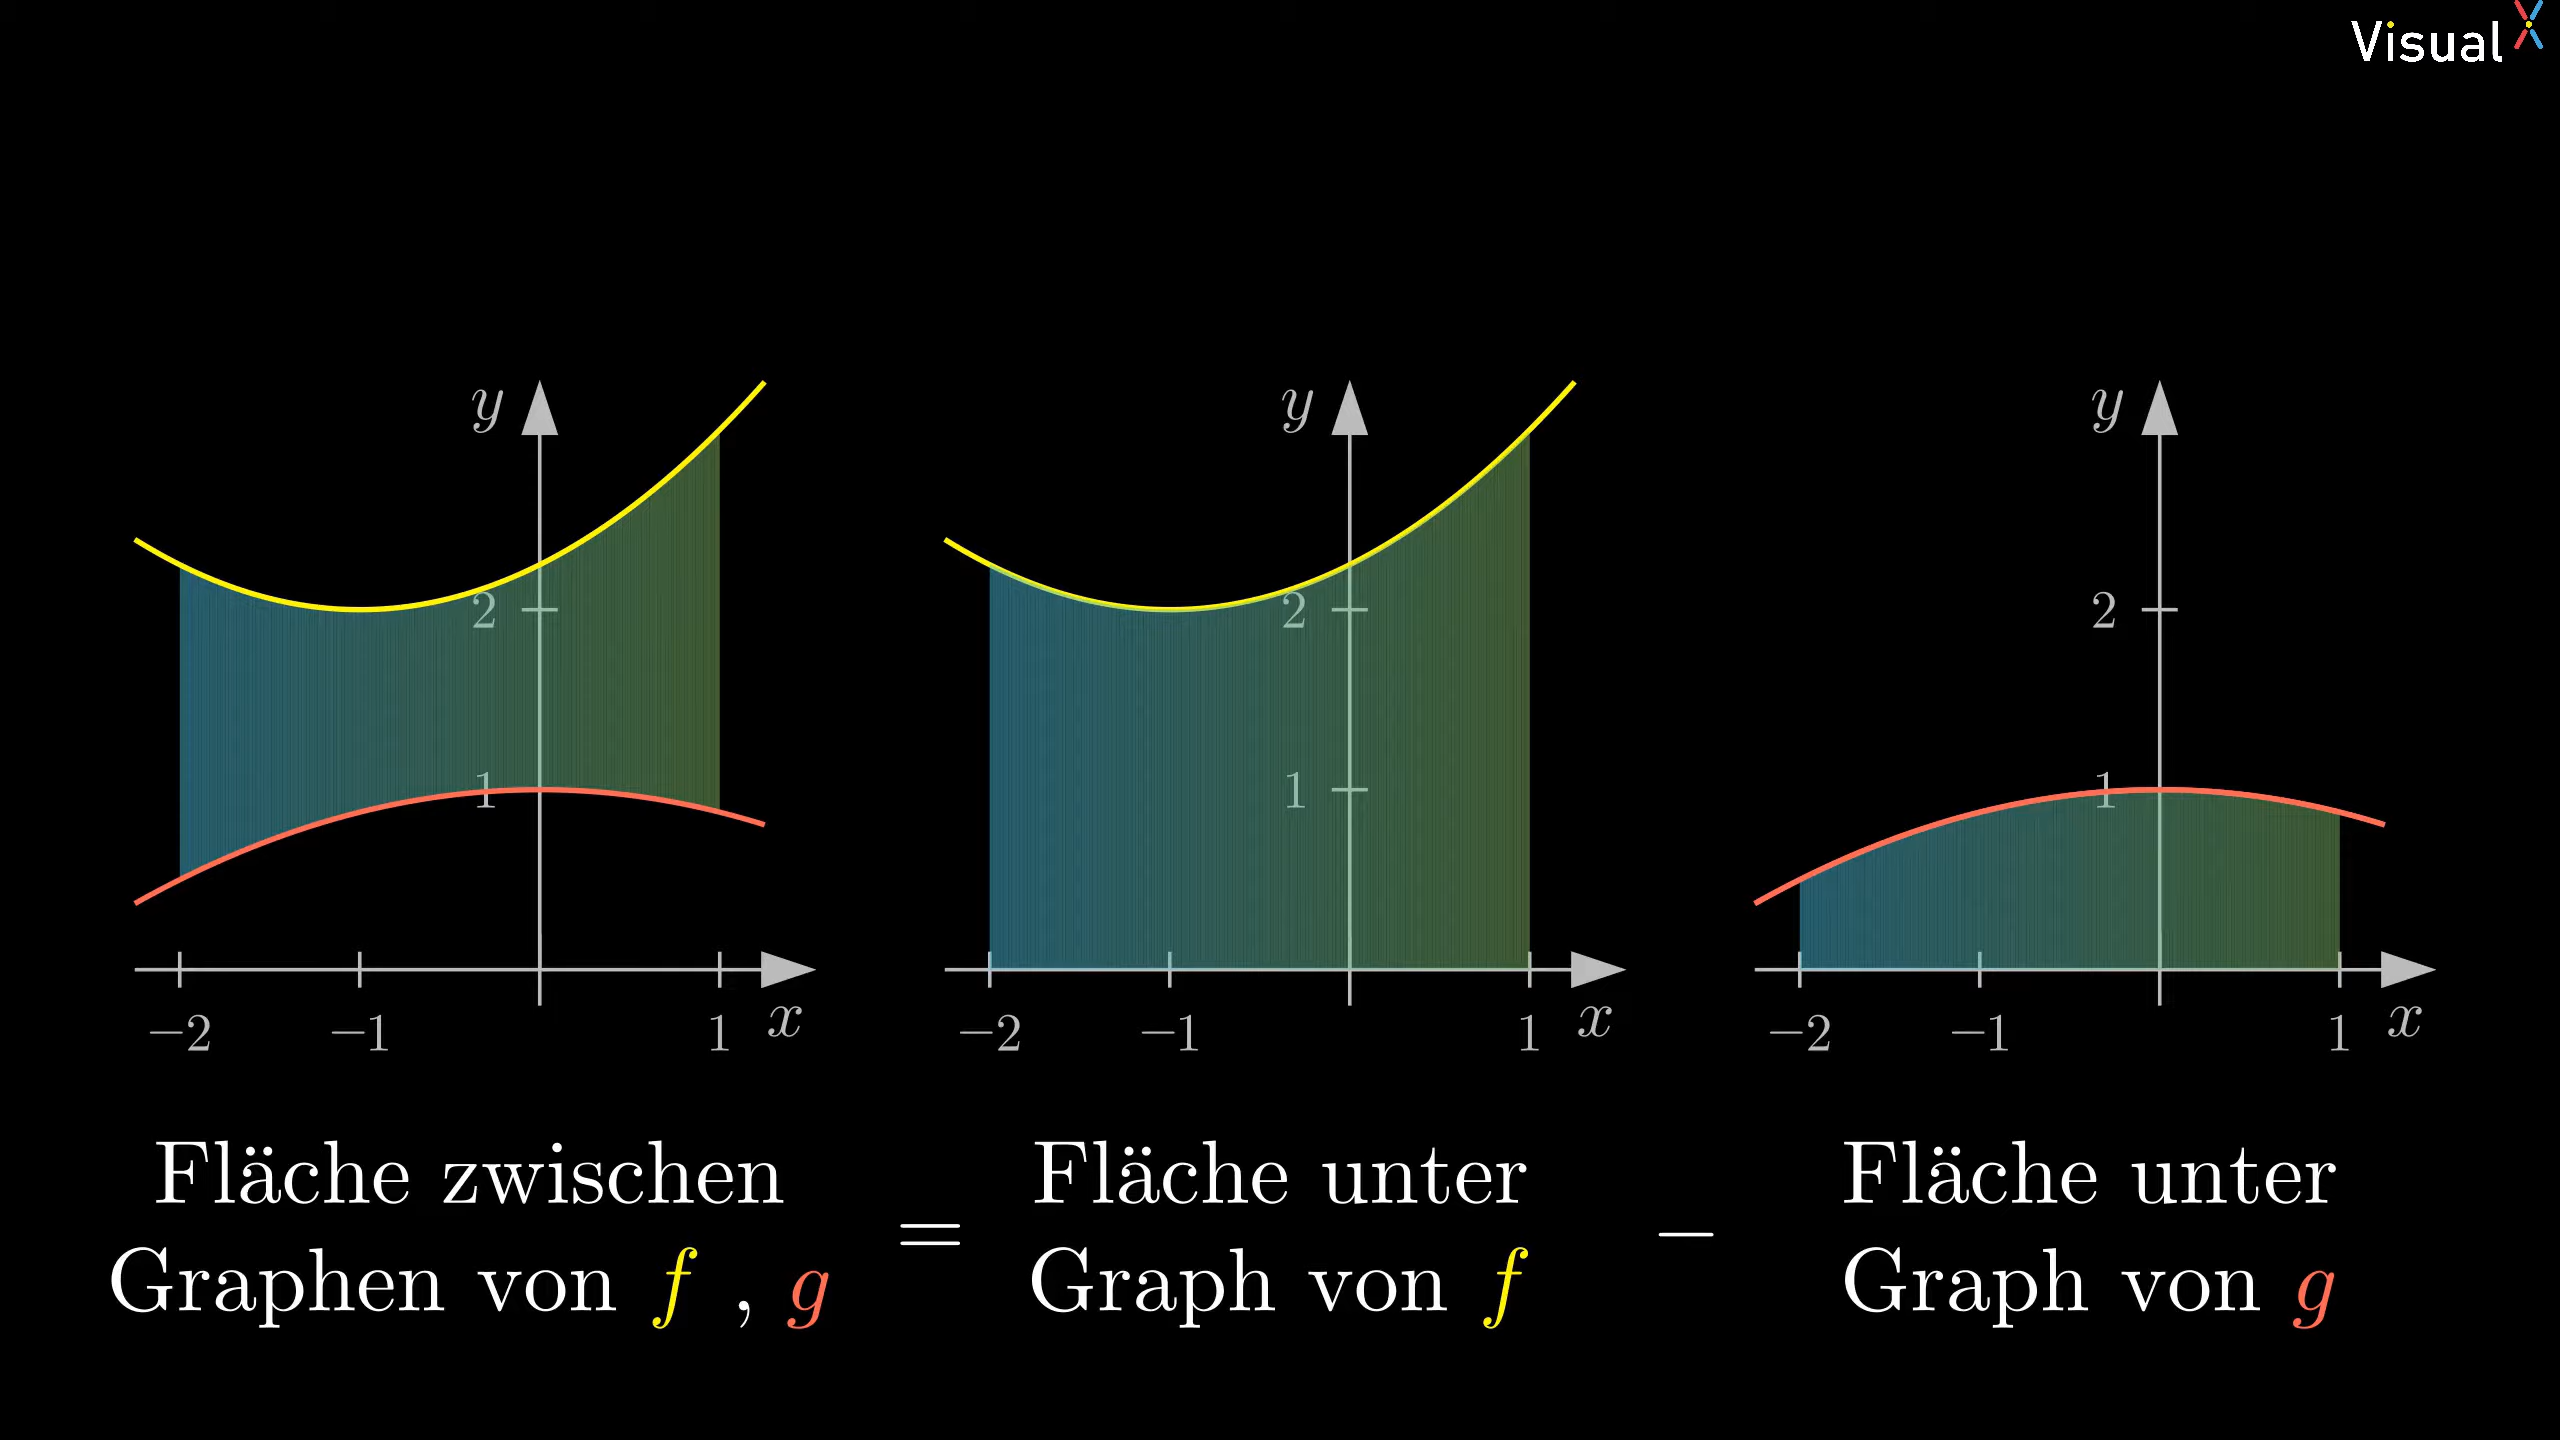 Visual X
y
y
y
2
2
2
1
1
1
−2 −1 1 x
−2 −1 1 x
−2 −1 1 x
Fläche zwischen
Graphen von f , g
=
Fläche unter
Graph von f
−
Fläche unter
Graph von g